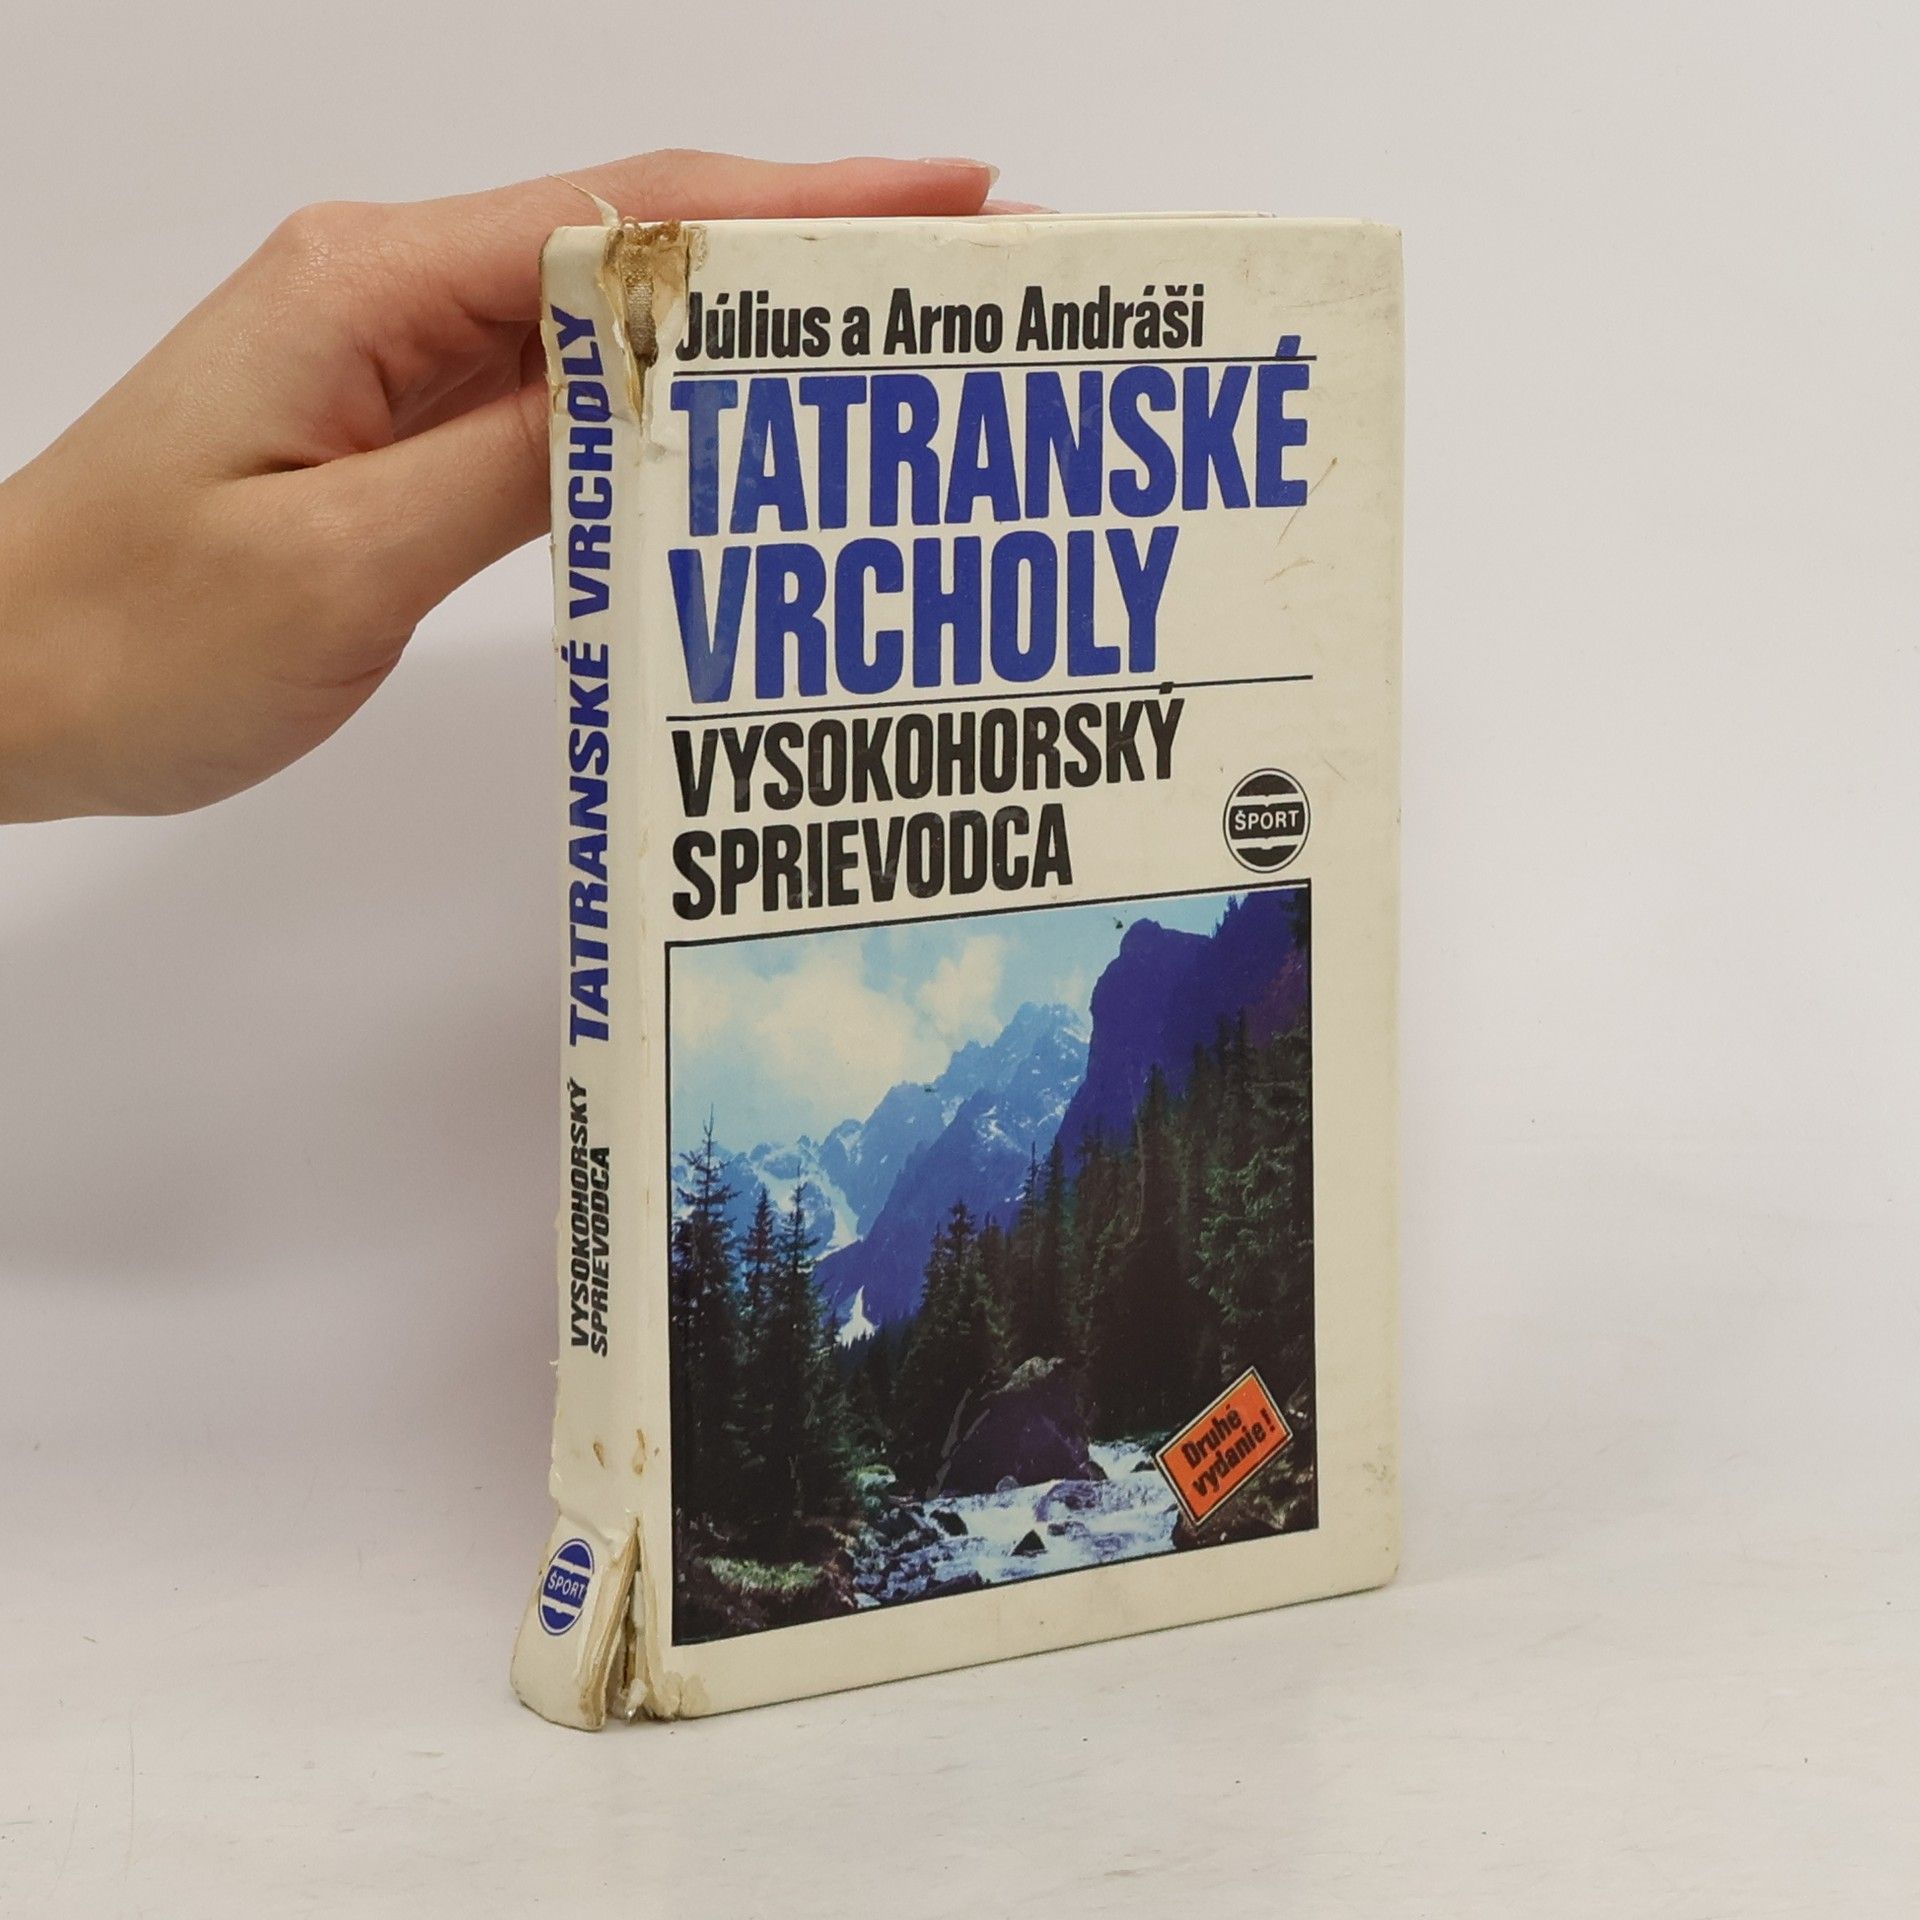 Július a Arno Andráši
TATRANSKÉ
VRCHOLY
VYSOKOHORSKÝ
SPRIEVODCA
ŠPORT
Druhé
vydanie!
TATRANSKÉ VRCHOLY
VYSOKOHORSKÝ
SPRIEVODCA
ŠPORT